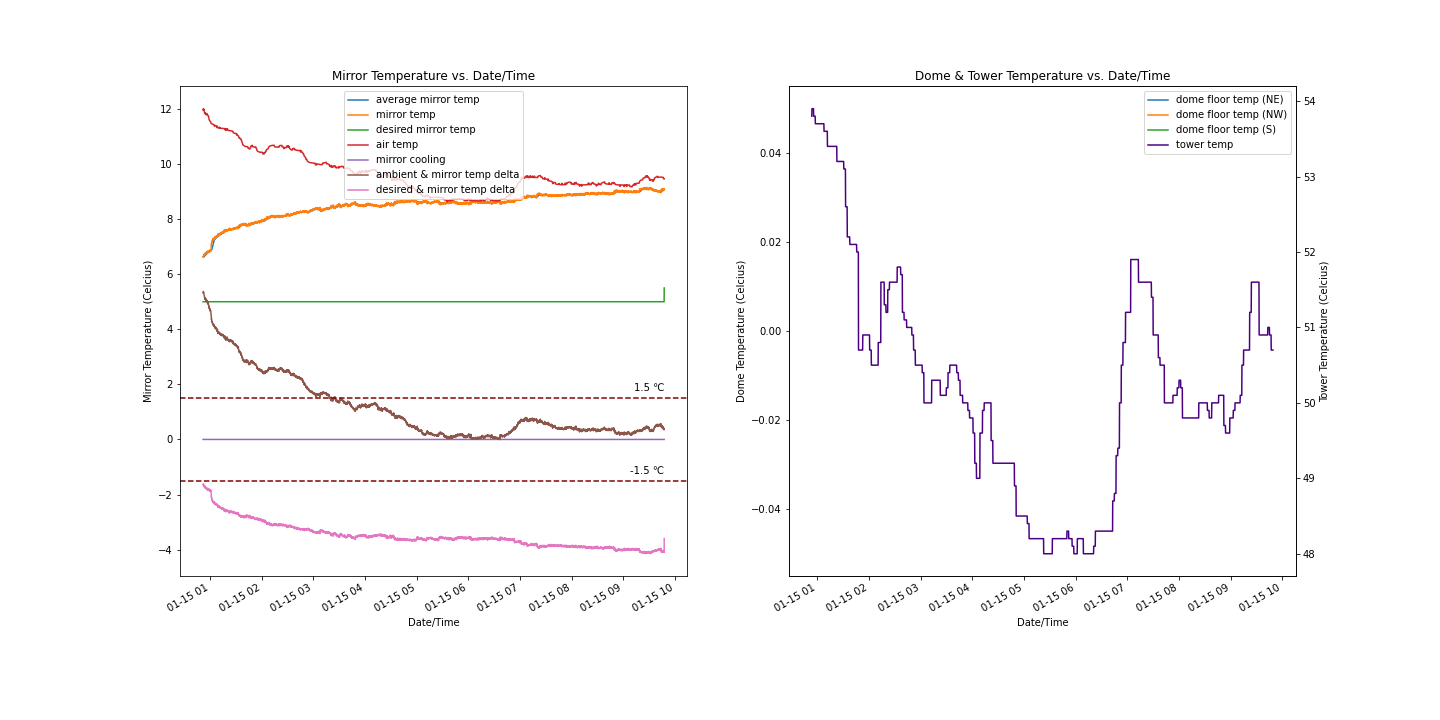 Mirror Temperature vs. Date/Time
average mirror temp
mirror temp
desired mirror temp
air temp
mirror cooling
ambient & mirror temp delta
desired & mirror temp delta
12
10
8
6
4
2
0
−2
−4
Mirror Temperature (Celcius)
1.5 °C
-1.5 °C
01-15 01
01-15 02
01-15 03
01-15 04
01-15 05
01-15 06
01-15 07
01-15 08
01-15 09
01-15 10
Date/Time
Dome & Tower Temperature vs. Date/Time
dome floor temp (NE)
dome floor temp (NW)
dome floor temp (S)
tower temp
0.04
0.02
0.00
−0.02
−0.04
Dome Temperature (Celcius)
54
53
52
51
50
49
48
Tower Temperature (Celcius)
01-15 01
01-15 02
01-15 03
01-15 04
01-15 05
01-15 06
01-15 07
01-15 08
01-15 09
01-15 10
Date/Time